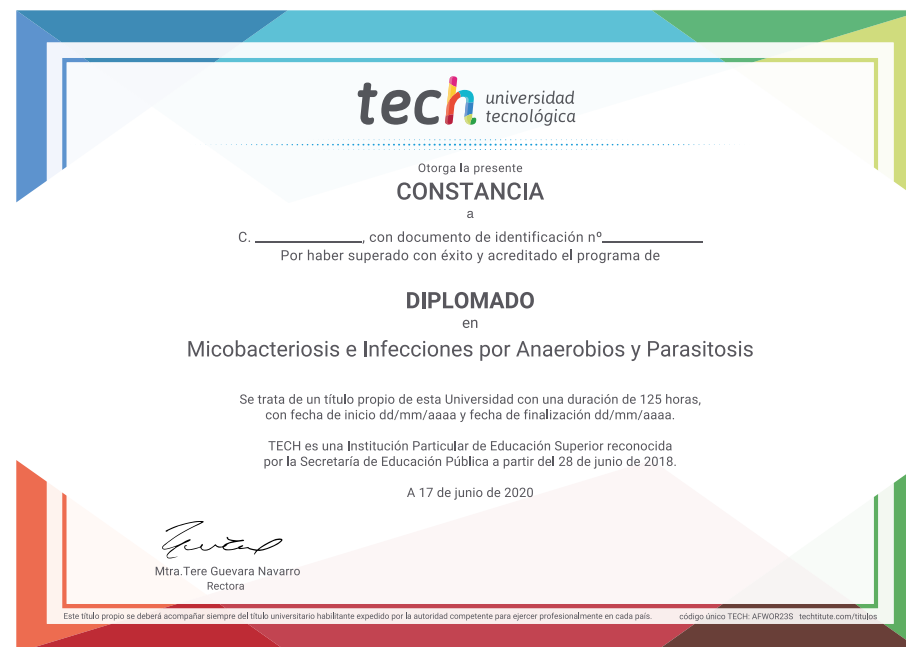 tech universidad
tecnológica
Otorga la presente
CONSTANCIA
a
C. ____________, con documento de identificación nº____________
Por haber superado con éxito y acreditado el programa de
DIPLOMADO
en
Micobacteriosis e Infecciones por Anaerobios y Parasitosis
Se trata de un título propio de esta Universidad con una duración de 125 horas,
con fecha de inicio dd/mm/aaaa y fecha de finalización dd/mm/aaaa.
TECH es una Institución Particular de Educación Superior reconocida
por la Secretaría de Educación Pública a partir del 28 de junio de 2018.
A 17 de junio de 2020
Mtra.Tere Guevara Navarro
Rectora
Este título propio se deberá acompañar siempre del título universitario habilitante expedido por la autoridad competente para ejercer profesionalmente en cada país. código único TECH: AFWOR23S techtitute.com/titulos